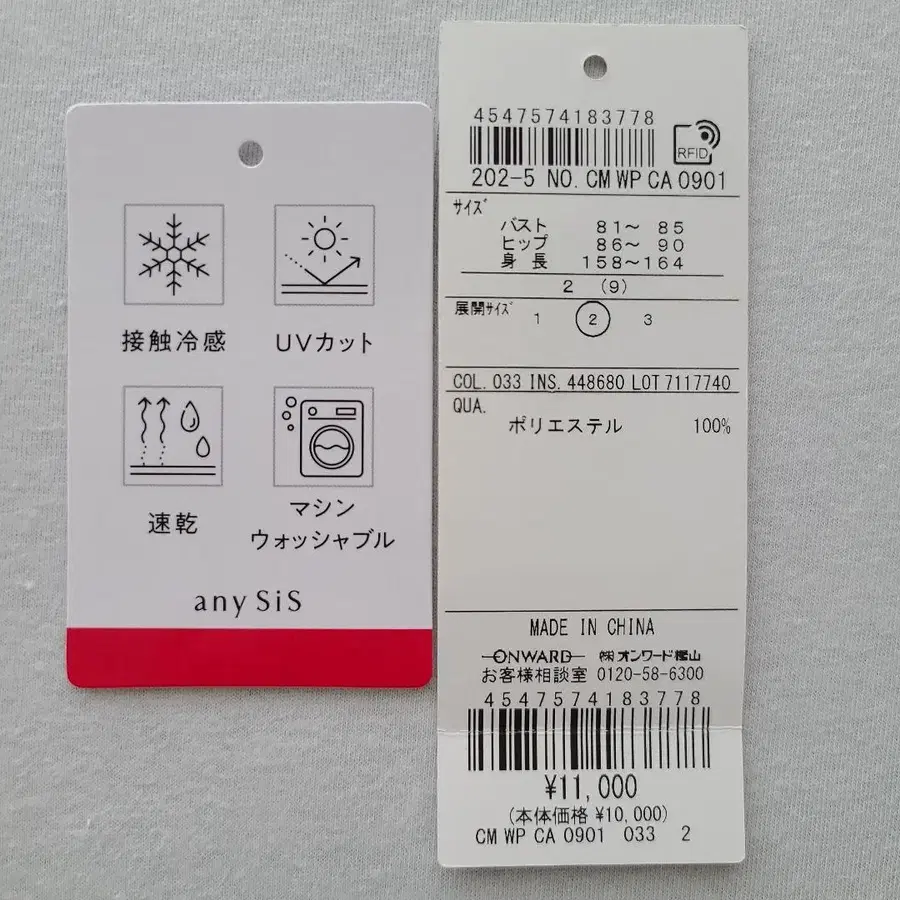 接触冷感
UVカット
速乾
マシン
ウォッシャブル
any SiS
4547574183778
RFID
202-5 NO. CM WP CA 0901
サイズ
バスト 81～ 85
ヒップ 86～ 90
身長 158～164
2 (9)
展開サイズ 1 2 3
COL. 033 INS. 448680 LOT 7117740
QUA.
ポリエステル 100%
MADE IN CHINA
ONWARD ㈱オンワード樫山
お客様相談室 0120-58-6300
4547574183778
¥11,000
(本体価格 ¥10,000)
CM WP CA 0901 033 2